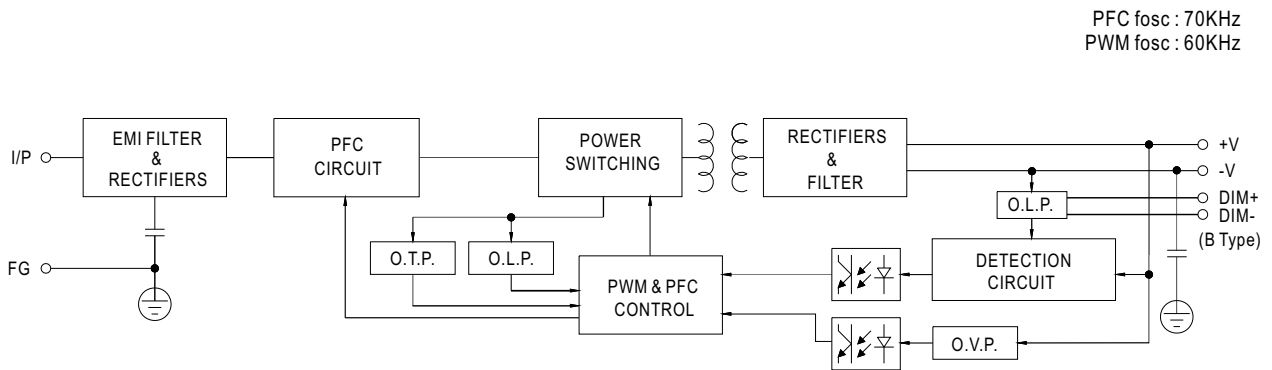 PFC fosc : 70KHz
PWM fosc : 60KHz
I/P
EMI FILTER
&
RECTIFIERS
PFC
CIRCUIT
POWER
SWITCHING
RECTIFIERS
&
FILTER
+V
-V
DIM+
DIM-
(B Type)
O.L.P.
FG
O.T.P.
O.L.P.
PWM & PFC
CONTROL
DETECTION
CIRCUIT
O.V.P.